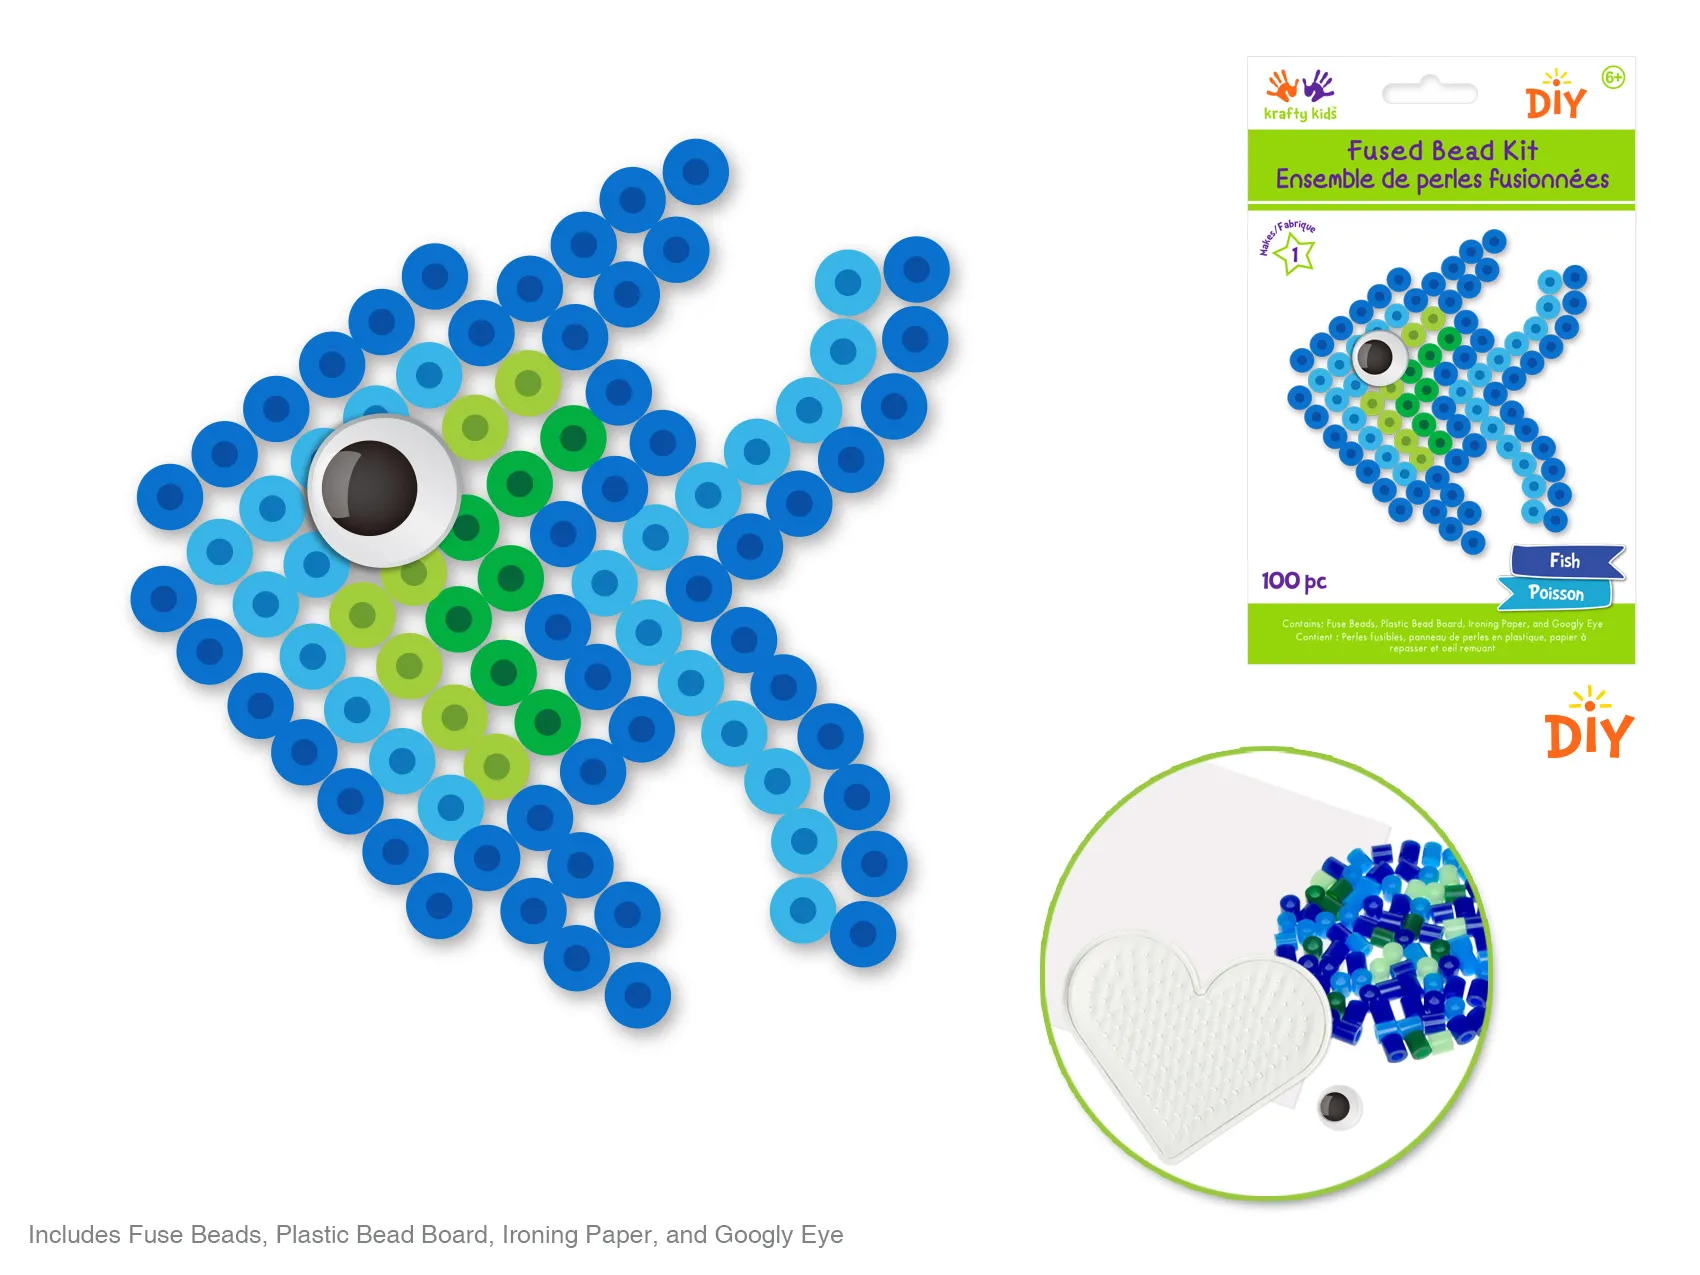 krafty kids™
DiY
6+
Fused Bead Kit
Ensemble de perles fusionnées
Makes/Fabrique
1
100 pc
Fish
Poisson
Contains: Fuse Beads, Plastic Bead Board, Ironing Paper, and Googly Eye
Contient : Perles fusibles, panneau de perles en plastique, papier à
repasser et oeil remuant
DiY
Includes Fuse Beads, Plastic Bead Board, Ironing Paper, and Googly Eye